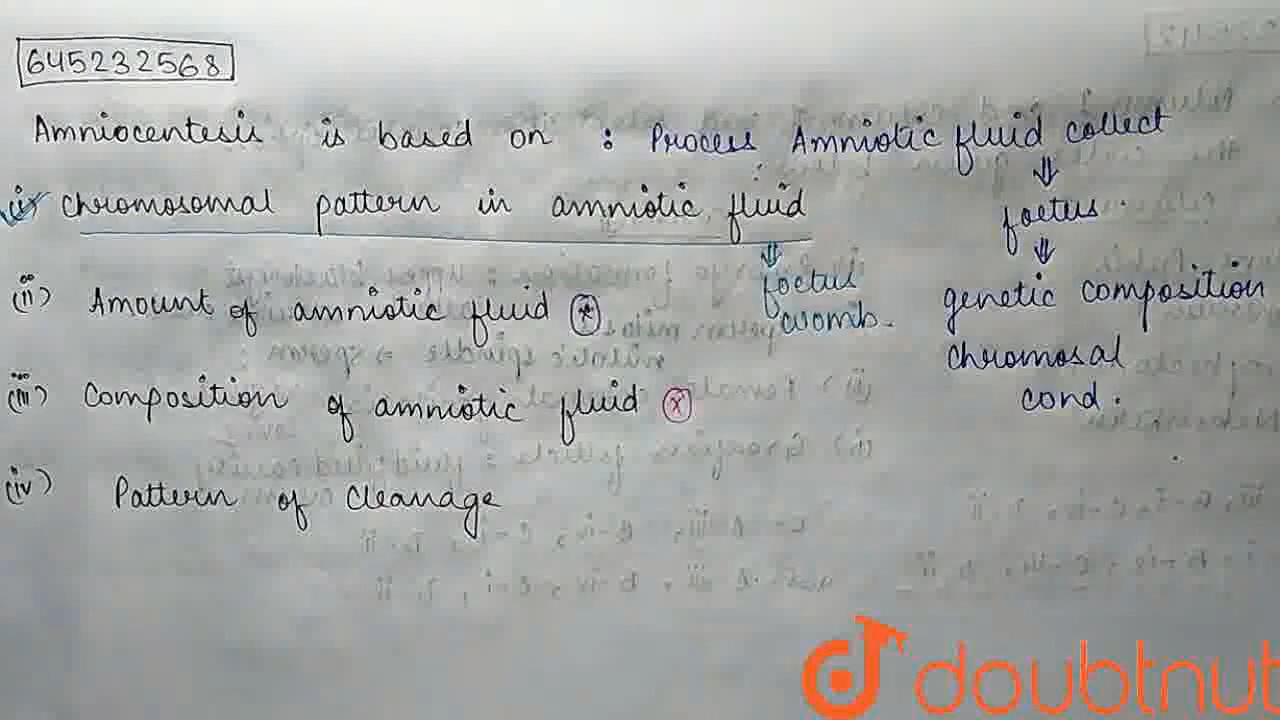 645232568
Amniocentesis is based on : Process Amniotic fluid collect
⇓
foetus.
⇓
genetic composition
chromosal
cond.
(i) chromosomal pattern in amniotic fluid
⇓
foetus
womb.
(ii) Amount of amniotic fluid (x)
(iii) Composition of amniotic fluid (x)
(iv) Pattern of cleanage
doubtnut